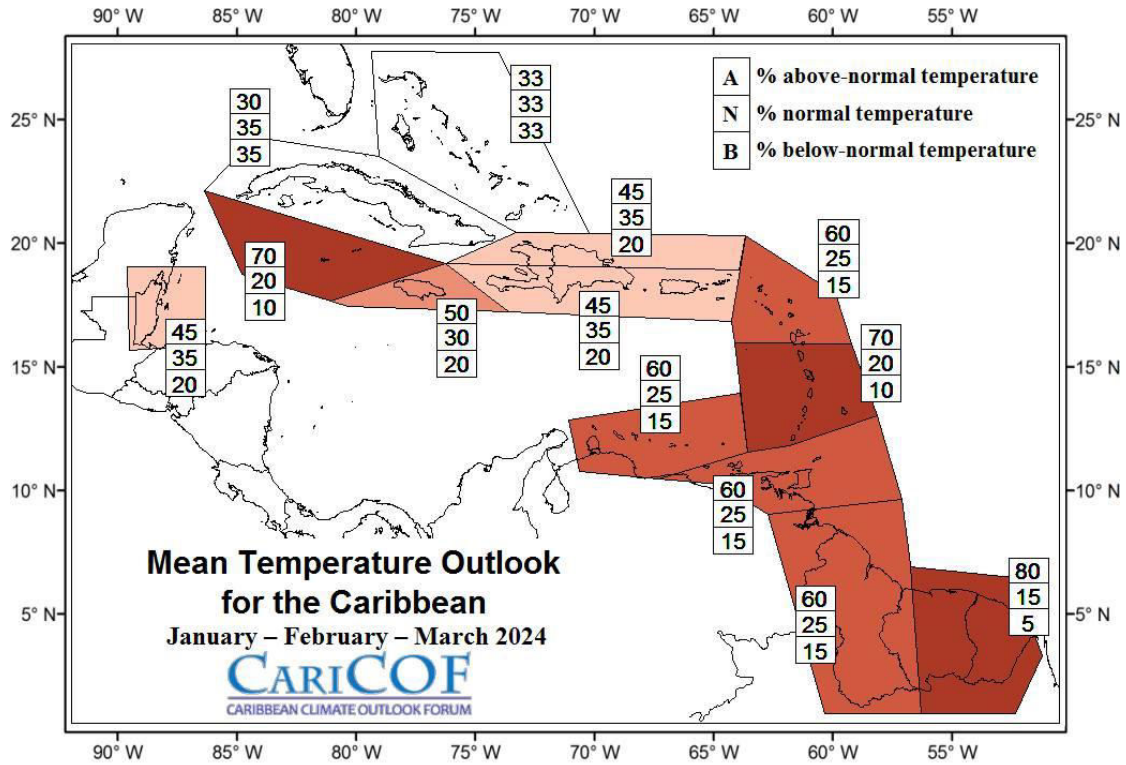 90° W 85° W 80° W 75° W 70° W 65° W 60° W 55° W
A % above-normal temperature
N % normal temperature
B % below-normal temperature
25° N 25° N
20° N 20° N
15° N 15° N
10° N 10° N
5° N 5° N
30
35
35
33
33
33
45
35
20
60
25
15
70
20
10
50
30
20
45
35
20
45
35
20
70
20
10
60
25
15
60
25
15
60
25
15
80
15
5
Mean Temperature Outlook
for the Caribbean
January – February – March 2024
CARICOF
CARIBBEAN CLIMATE OUTLOOK FORUM
90° W 85° W 80° W 75° W 70° W 65° W 60° W 55° W